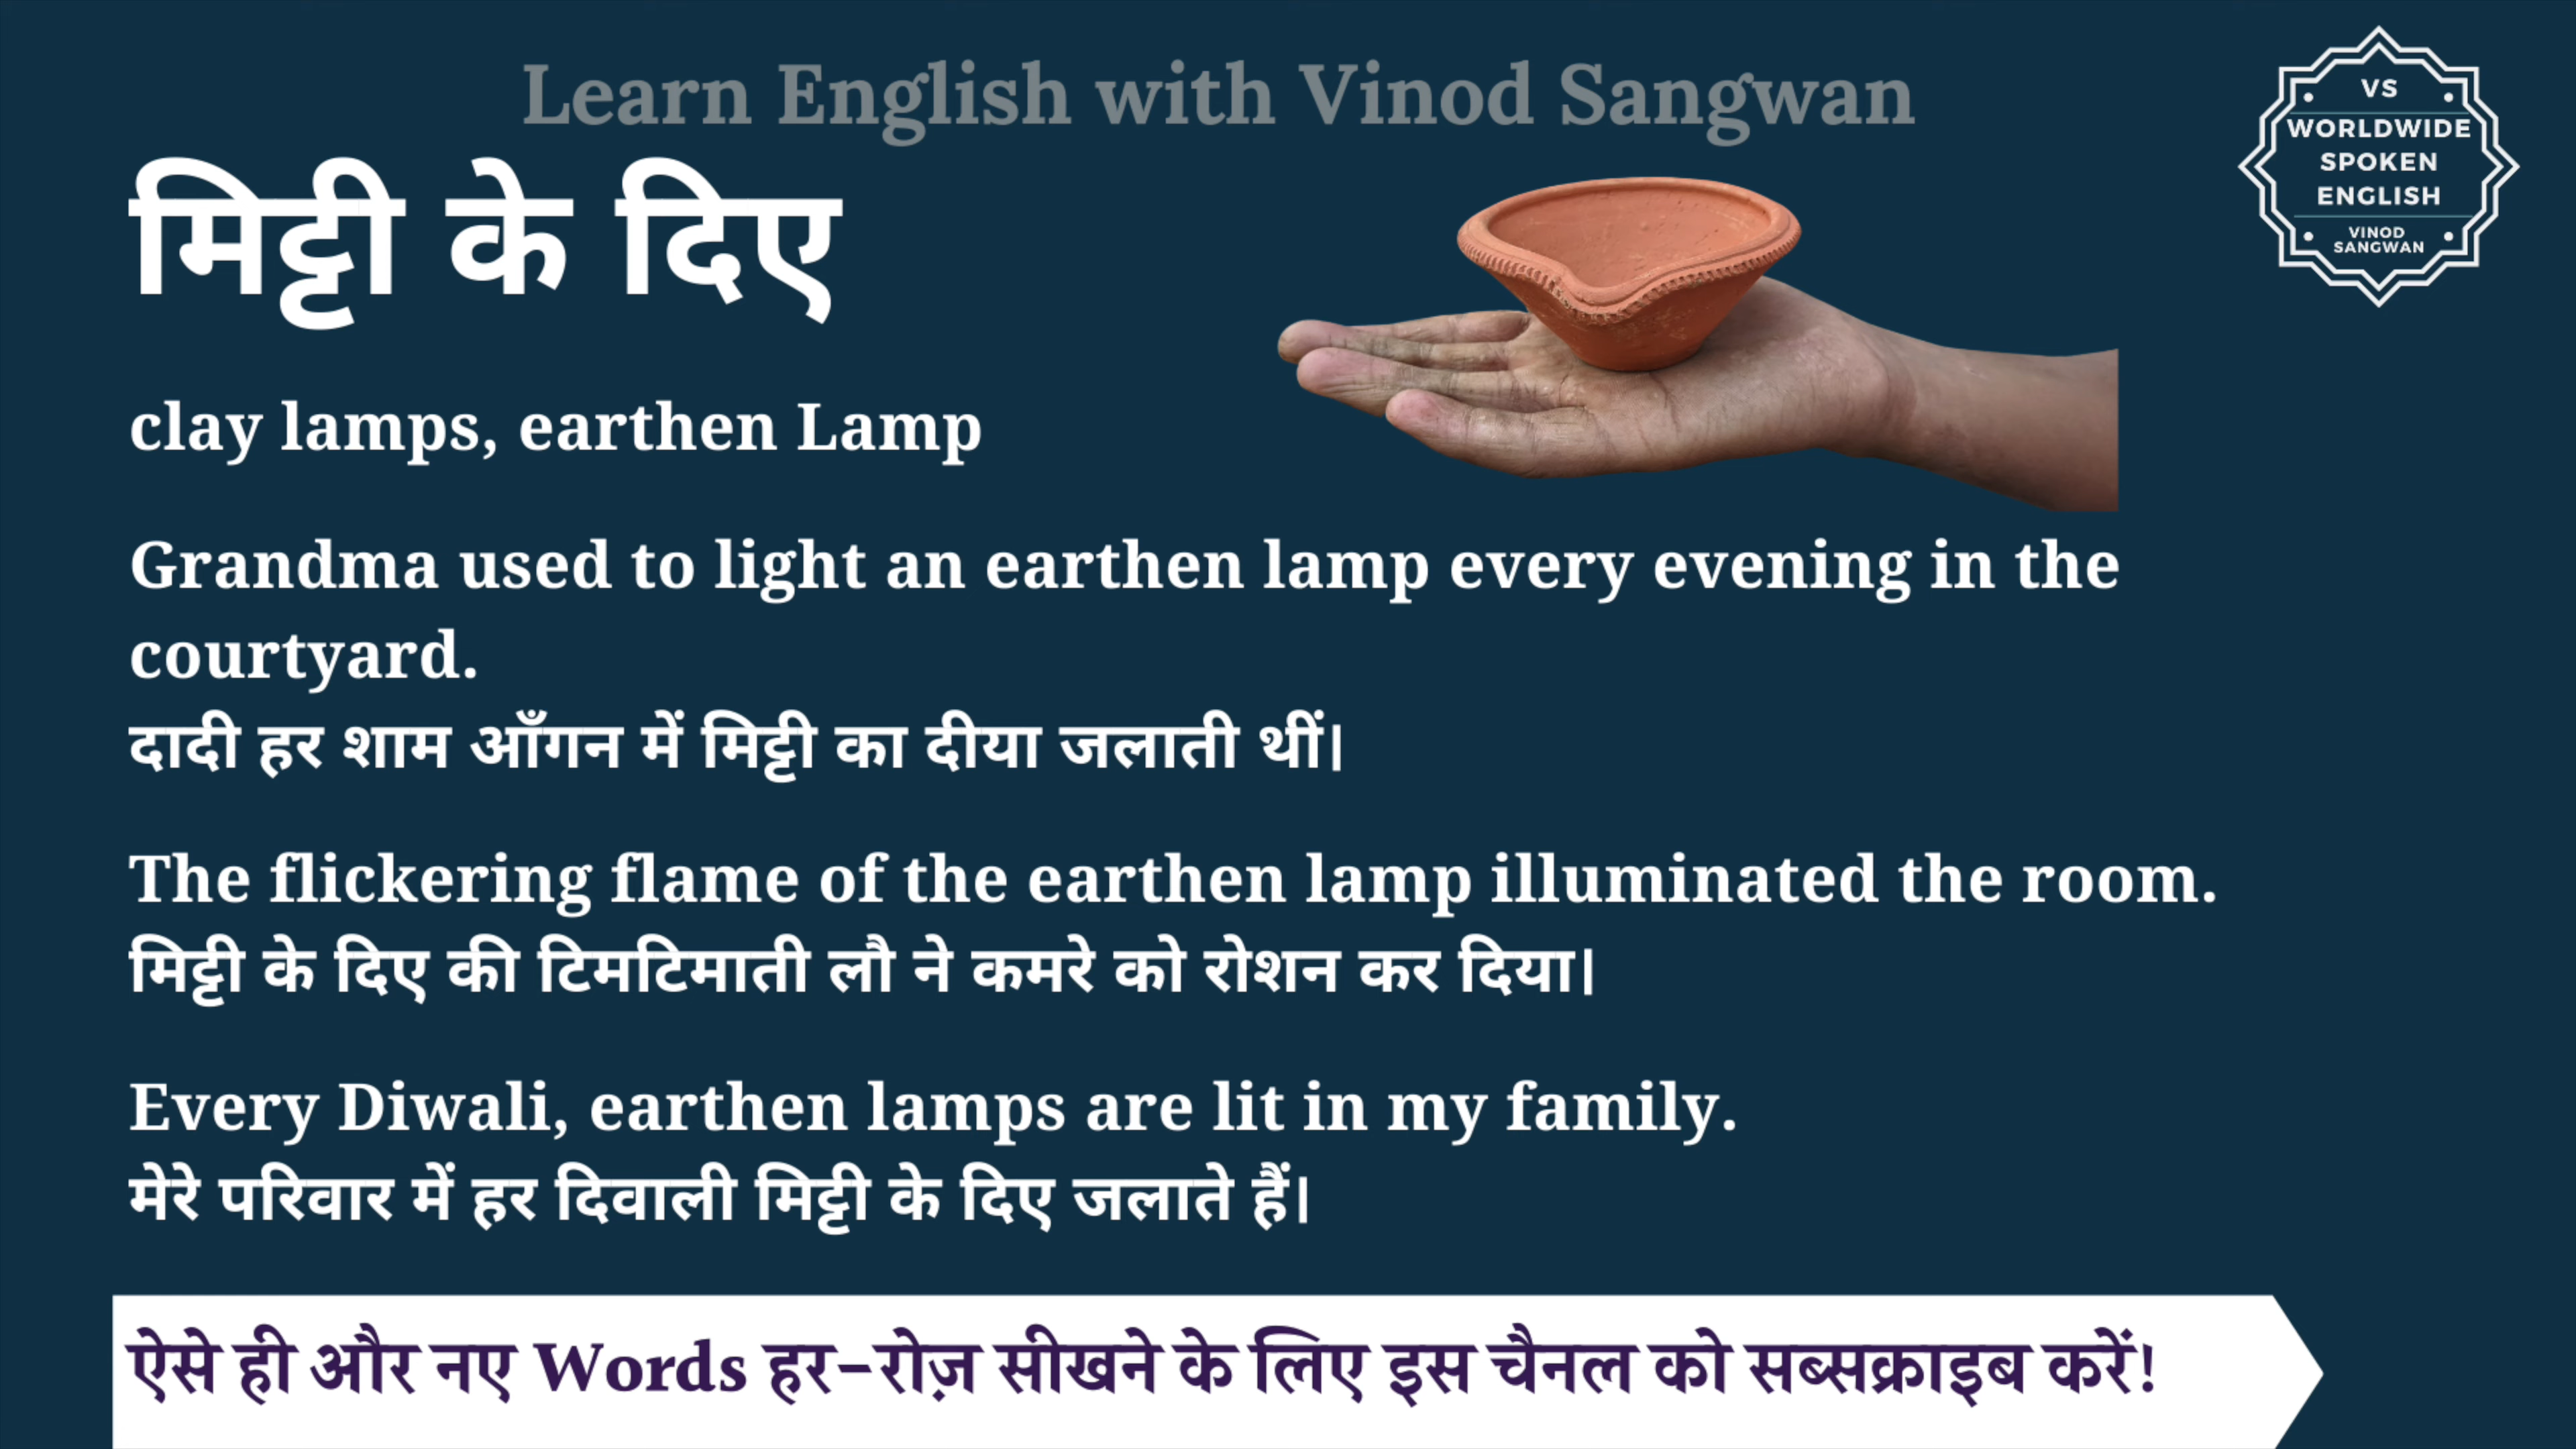 Learn English with Vinod Sangwan
VS
WORLDWIDE
SPOKEN
ENGLISH
VINOD
SANGWAN
मिट्टी के दिए
clay lamps, earthen Lamp
Grandma used to light an earthen lamp every evening in the
courtyard.
दादी हर शाम आँगन में मिट्टी का दीया जलाती थीं।
The flickering flame of the earthen lamp illuminated the room.
मिट्टी के दिए की टिमटिमाती लौ ने कमरे को रोशन कर दिया।
Every Diwali, earthen lamps are lit in my family.
मेरे परिवार में हर दिवाली मिट्टी के दिए जलाते हैं।
ऐसे ही और नए Words हर-रोज़ सीखने के लिए इस चैनल को सब्सक्राइब करें!